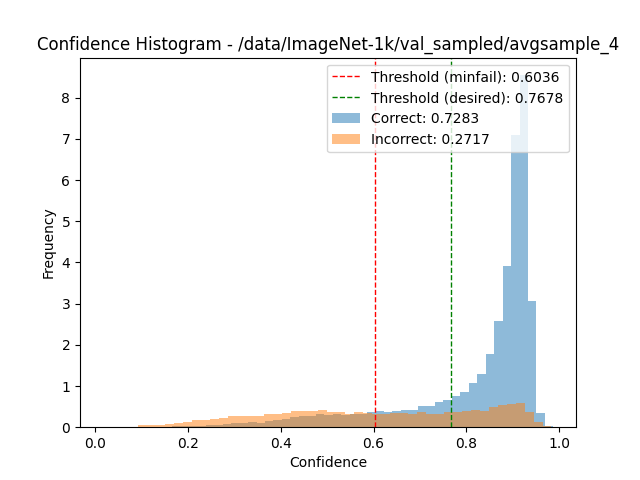 Confidence Histogram - /data/ImageNet-1k/val_sampled/avgsample_4
Threshold (minfail): 0.6036
Threshold (desired): 0.7678
Correct: 0.7283
Incorrect: 0.2717
8
7
6
5
4
3
2
1
0
Frequency
0.0 0.2 0.4 0.6 0.8 1.0
Confidence